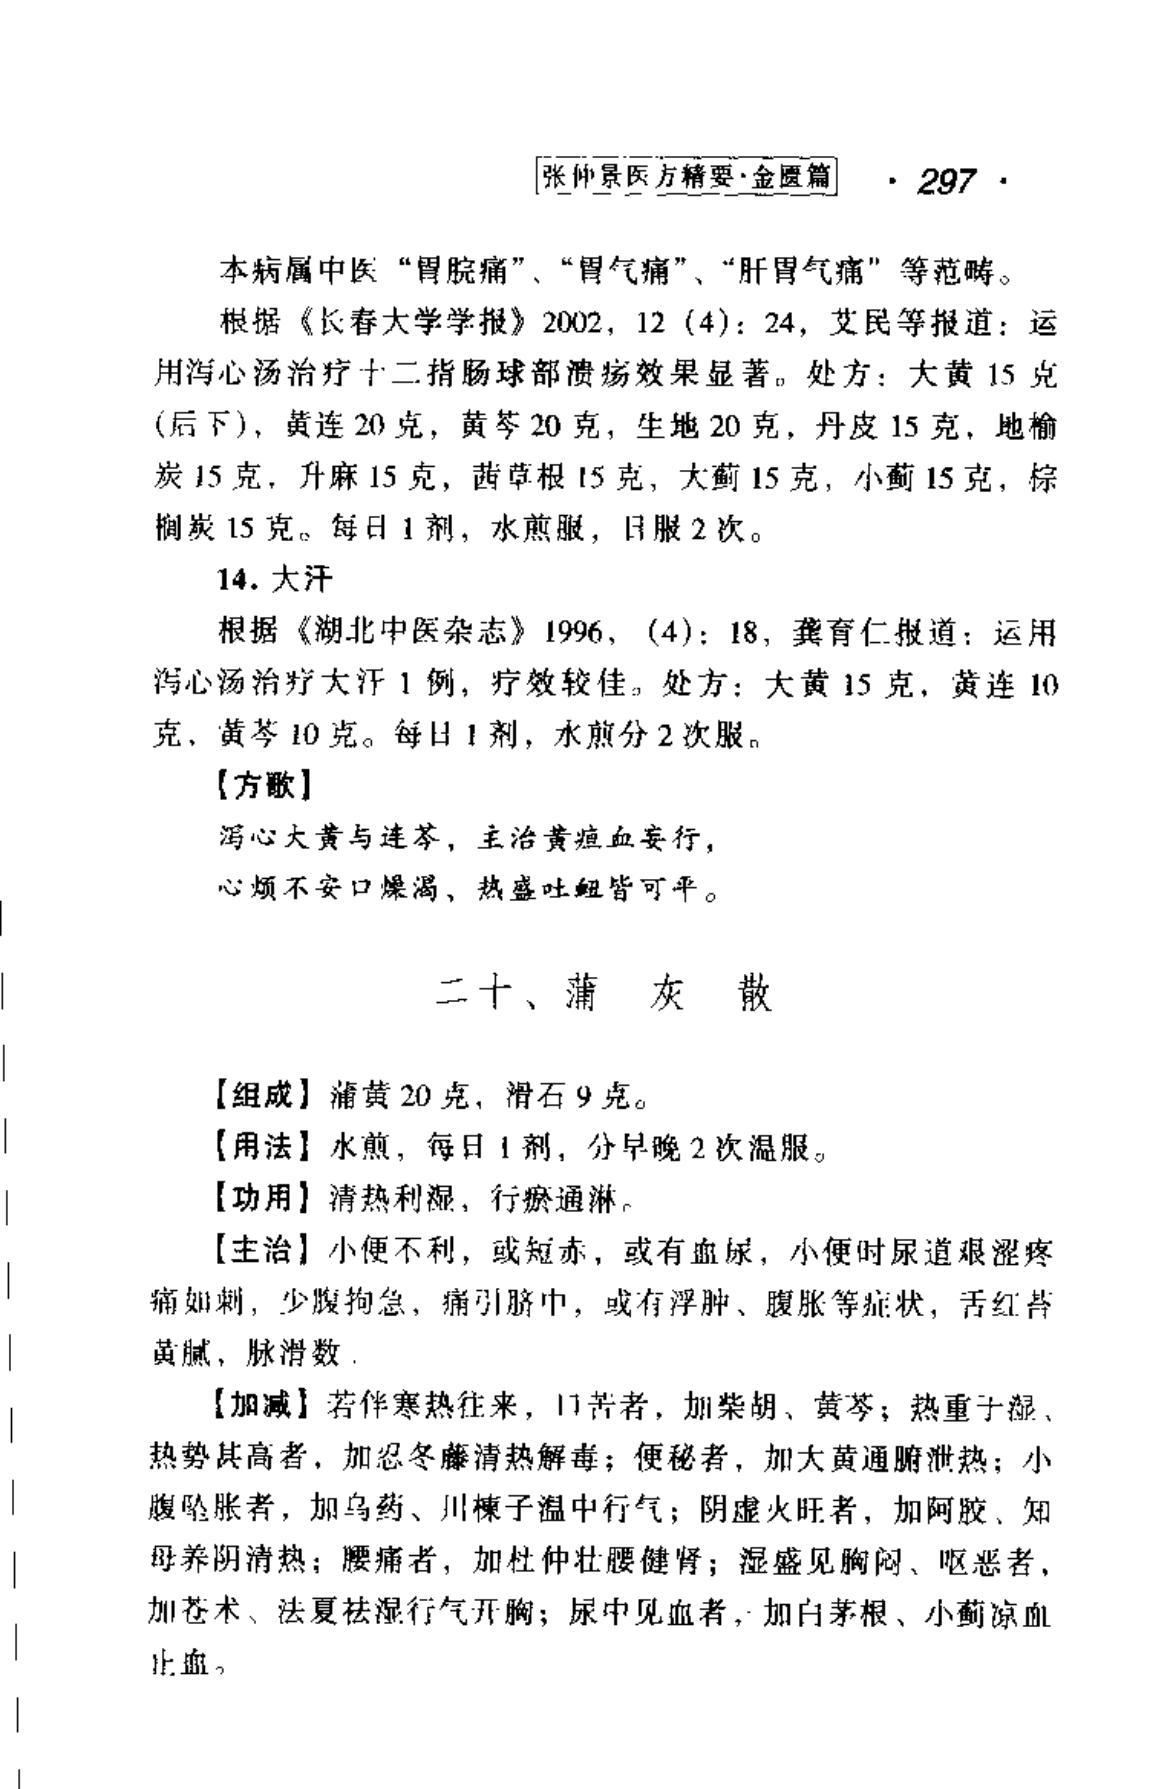 张仲景医方精要·金匮篇 · 297 ·
本病属中医“胃脘痛”、“胃气痛”、“肝胃气痛”等范畴。
根据《长春大学学报》2002，12（4）：24，艾民等报道：运
用泻心汤治疗十二指肠球部溃疡效果显著。处方：大黄 15 克
（后下），黄连 20 克，黄芩 20 克，生地 20 克，丹皮 15 克，地榆
炭 15 克，升麻 15 克，茜草根 15 克，大蓟 15 克，小蓟 15 克，棕
榈炭 15 克。每日 1 剂，水煎服，日服 2 次。
14. 大汗
根据《湖北中医杂志》1996，（4）：18，龚育仁报道：运用
泻心汤治疗大汗 1 例，疗效较佳。处方：大黄 15 克，黄连 10
克，黄芩 10 克。每日 1 剂，水煎分 2 次服。
【方歌】
泻心大黄与连芩，主治黄疸血妄行，
心烦不安口燥渴，热盛吐衄皆可平。
二十、蒲 灰 散
【组成】蒲黄 20 克，滑石 9 克。
【用法】水煎，每日 1 剂，分早晚 2 次温服。
【功用】清热利湿，行瘀通淋。
【主治】小便不利，或短赤，或有血尿，小便时尿道艰涩疼
痛如刺，少腹拘急，痛引脐中，或有浮肿、腹胀等症状，舌红苔
黄腻，脉滑数.
【加减】若伴寒热往来，口苦者，加柴胡、黄芩；热重于湿、
热势甚高者，加忍冬藤清热解毒；便秘者，加大黄通腑泄热；小
腹坠胀者，加乌药、川楝子温中行气；阴虚火旺者，加阿胶、知
母养阴清热；腰痛者，加杜仲壮腰健肾；湿盛见胸闷、呕恶者，
加苍术、法夏祛湿行气开胸；尿中见血者，加白茅根、小蓟凉血
止血。